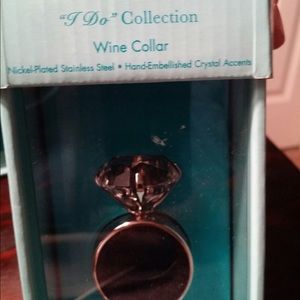 "I Do" Collection
Wine Collar
Nickel-Plated Stainless Steel • Hand-Embellished Crystal Accents